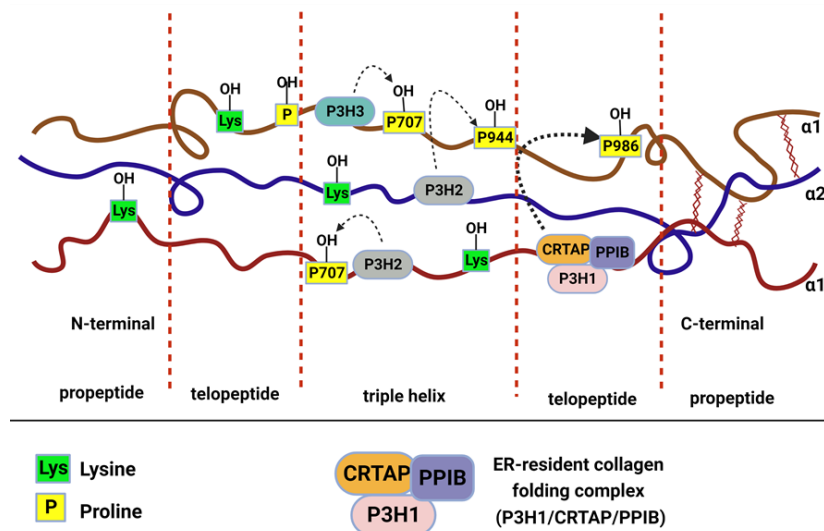 OH
OH
Lys
P
P3H3
OH
P707
OH
P944
OH
P986
α1
OH
Lys
P3H2
α2
OH
Lys
OH
P707
P3H2
OH
Lys
CRTAP
PPIB
P3H1
α1
N-terminal
C-terminal
propeptide
telopeptide
triple helix
telopeptide
propeptide
Lys Lysine
P Proline
CRTAP
PPIB
P3H1
ER-resident collagen
folding complex
(P3H1/CRTAP/PPIB)